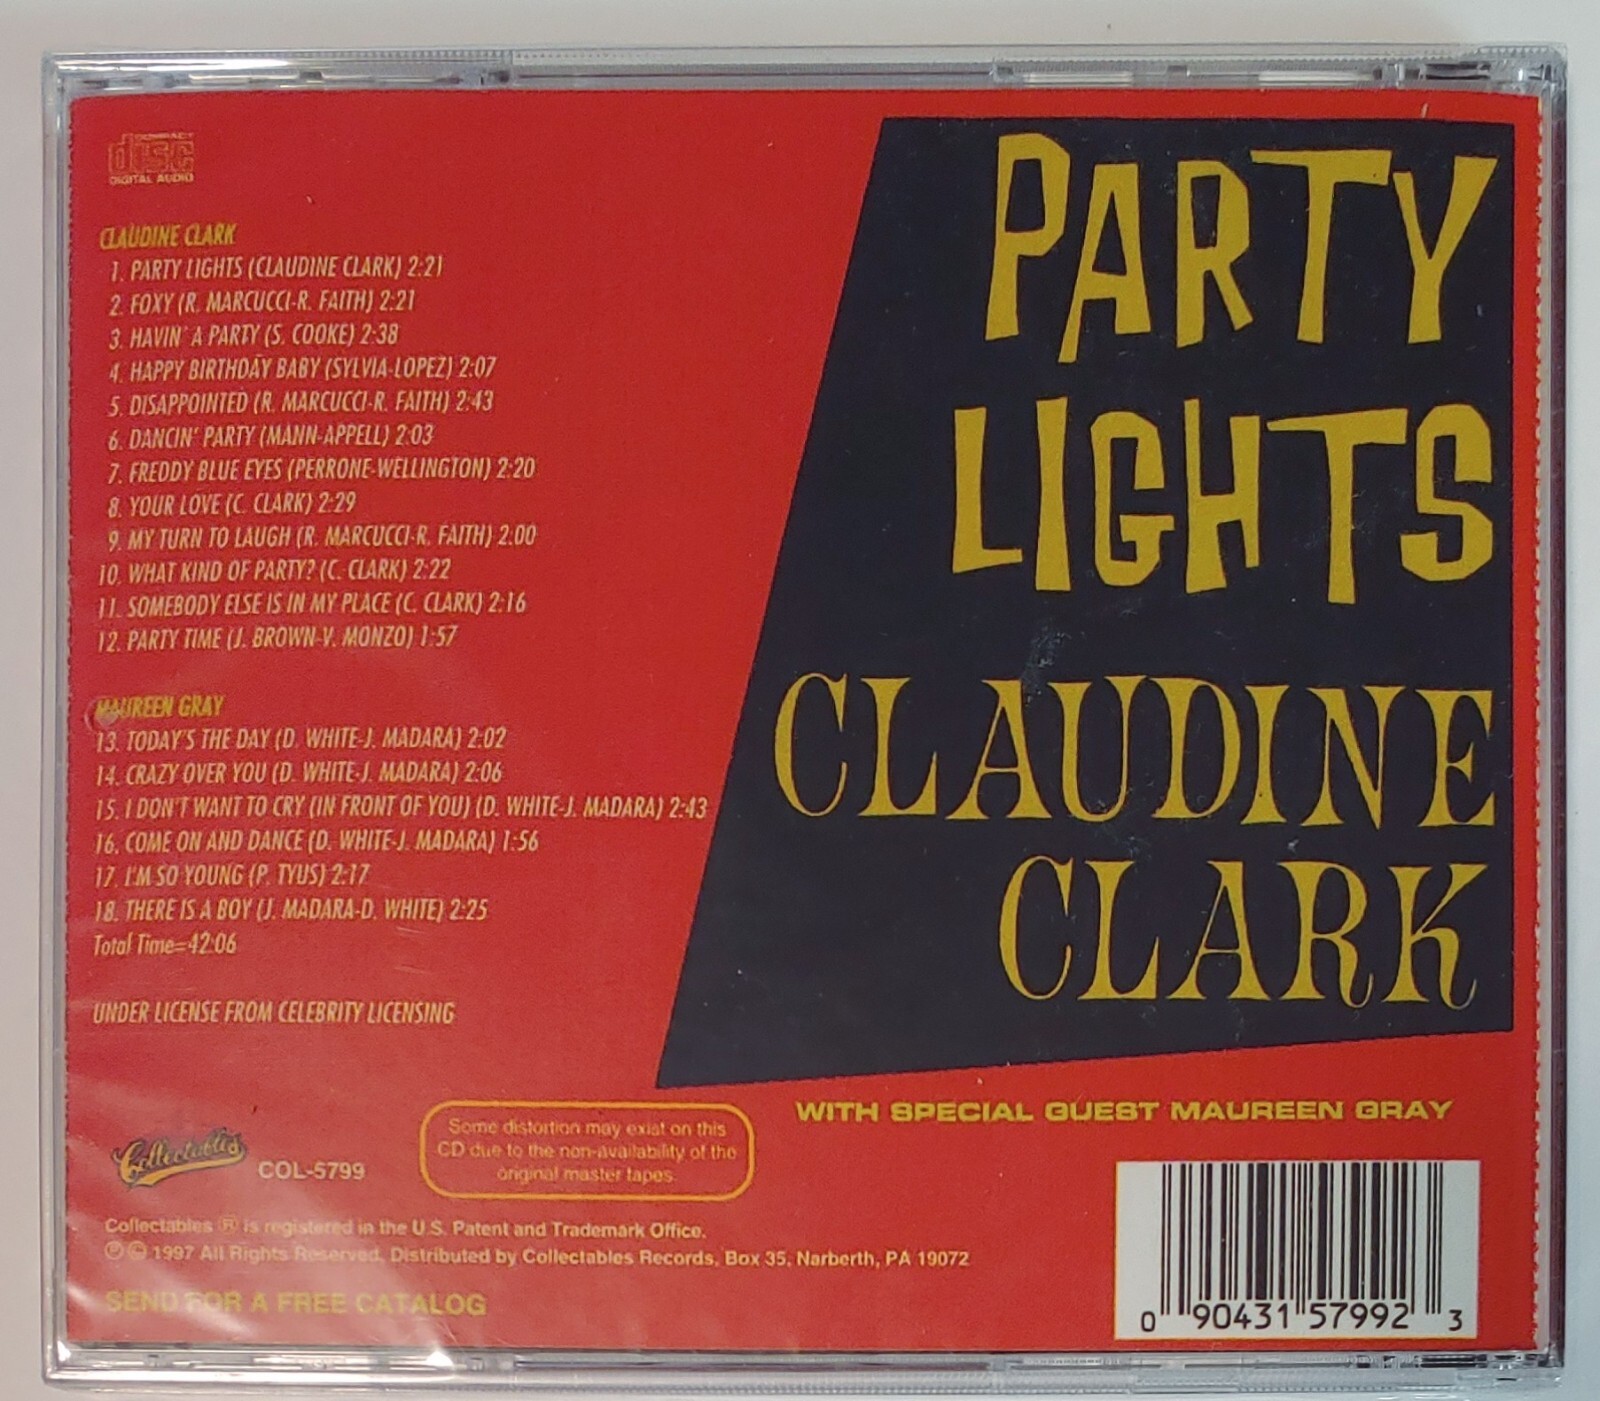 COMPACT
disc
DIGITAL AUDIO
CLAUDINE CLARK
1. PARTY LIGHTS (CLAUDINE CLARK) 2:21
2. FOXY (R. MARCUCCI-R. FAITH) 2:21
3. HAVIN' A PARTY (S. COOKE) 2:38
4. HAPPY BIRTHDAY BABY (SYLVIA-LOPEZ) 2:07
5. DISAPPOINTED (R. MARCUCCI-R. FAITH) 2:43
6. DANCIN' PARTY (MANN-APPELL) 2:03
7. FREDDY BLUE EYES (PERRONE-WELLINGTON) 2:20
8. YOUR LOVE (C. CLARK) 2:29
9. MY TURN TO LAUGH (R. MARCUCCI-R. FAITH) 2:00
10. WHAT KIND OF PARTY? (C. CLARK) 2:22
11. SOMEBODY ELSE IS IN MY PLACE (C. CLARK) 2:16
12. PARTY TIME (J. BROWN-V. MONZO) 1:57
MAUREEN GRAY
13. TODAY'S THE DAY (D. WHITE-J. MADARA) 2:02
14. CRAZY OVER YOU (D. WHITE-J. MADARA) 2:06
15. I DON'T WANT TO CRY (IN FRONT OF YOU) (D. WHITE-J. MADARA) 2:43
16. COME ON AND DANCE (D. WHITE-J. MADARA) 1:56
17. I'M SO YOUNG (P. TYUS) 2:17
18. THERE IS A BOY (J. MADARA-D. WHITE) 2:25
Total Time=42:06
UNDER LICENSE FROM CELEBRITY LICENSING
PARTY
LIGHTS
CLAUDINE
CLARK
WITH SPECIAL GUEST MAUREEN GRAY
Collectables COL-5799
Some distortion may exist on this
CD due to the non-availability of the
original master tapes.
Collectables ® is registered in the U.S. Patent and Trademark Office.
℗ © 1997 All Rights Reserved, Distributed by Collectables Records, Box 35, Narberth, PA 19072
SEND FOR A FREE CATALOG
0 90431 57992 3